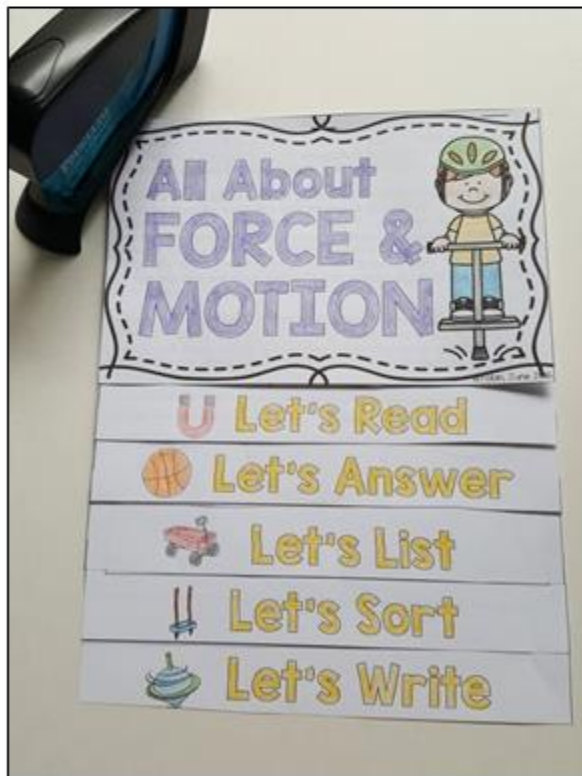 All About
FORCE &
MOTION
Let's Read
Let's Answer
Let's List
Let's Sort
Let's Write